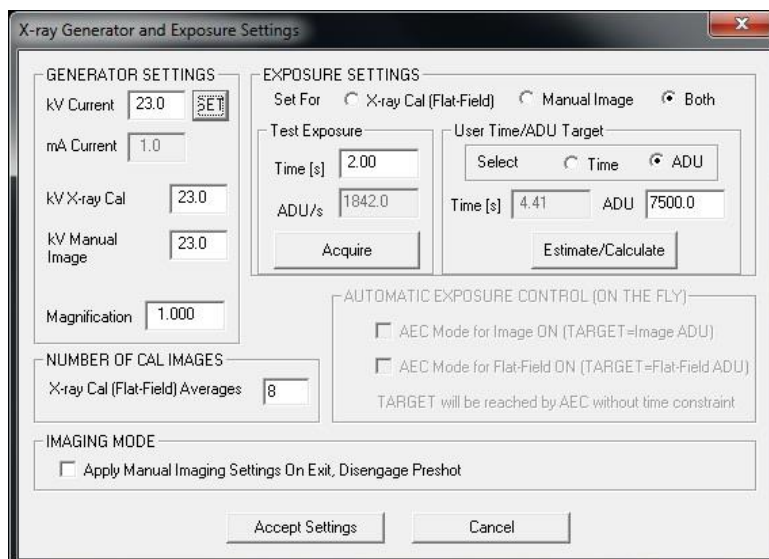 X-ray Generator and Exposure Settings
GENERATOR SETTINGS
kV Current 23.0 SET
mA Current 1.0
kV X-ray Cal 23.0
kV Manual Image 23.0
Magnification 1.000
EXPOSURE SETTINGS
Set For X-ray Cal (Flat-Field) Manual Image Both
Test Exposure
Time [s] 2.00
ADU/s 1842.0
Acquire
User Time/ADU Target
Select Time ADU
Time [s] 4.41 ADU 7500.0
Estimate/Calculate
AUTOMATIC EXPOSURE CONTROL (ON THE FLY)
AEC Mode for Image ON (TARGET=Image ADU)
AEC Mode for Flat-Field ON (TARGET=Flat-Field ADU)
TARGET will be reached by AEC without time constraint
NUMBER OF CAL IMAGES
X-ray Cal (Flat-Field) Averages 8
IMAGING MODE
Apply Manual Imaging Settings On Exit, Disengage Preshot
Accept Settings Cancel